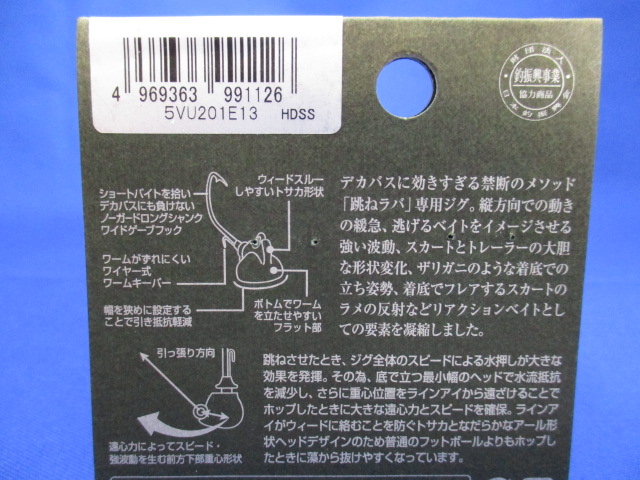 4 969363 991126
5VU201E13 HDSS
財団法人
釣振興事業
協力商品
日本釣振興会
ショートバイトを拾い
デカバスにも負けない
ノーガードロングシャンク
ワイドゲープフック
ウィードスルー
しやすいトサカ形状
ワームがずれにくい
ワイヤー式
ワームキーパー
幅を狭めに設定する
ことで引き抵抗軽減
ボトムでワーム
を立たせやすい
フラット部
デカバスに効きすぎる禁断のメソッド
「跳ねラバ」専用ジグ。縦方向での動き
の緩急、逃げるベイトをイメージさせる
強い波動、スカートとトレーラーの大胆
な形状変化、ザリガニのような着底での
立ち姿勢、着底でフレアするスカートの
ラメの反射などリアクションベイトとし
ての要素を凝縮しました。
引っ張り方向
遠心力によってスピード・
強波動を生む前方下部重心形状
跳ねさせたとき、ジグ全体のスピードによる水押しが大きな
効果を発揮。その為、底で立つ最小幅のヘッドで水流抵抗
を減少し、さらに重心位置をラインアイから遠ざけることで
ホップしたときに大きな遠心力とスピードを確保。ラインア
イがウィードに絡むことを防ぐトサカとなだらかなアール形
状ヘッドデザインのため普通のフットボールよりもホップし
たときに藻から抜けやすくなっています。